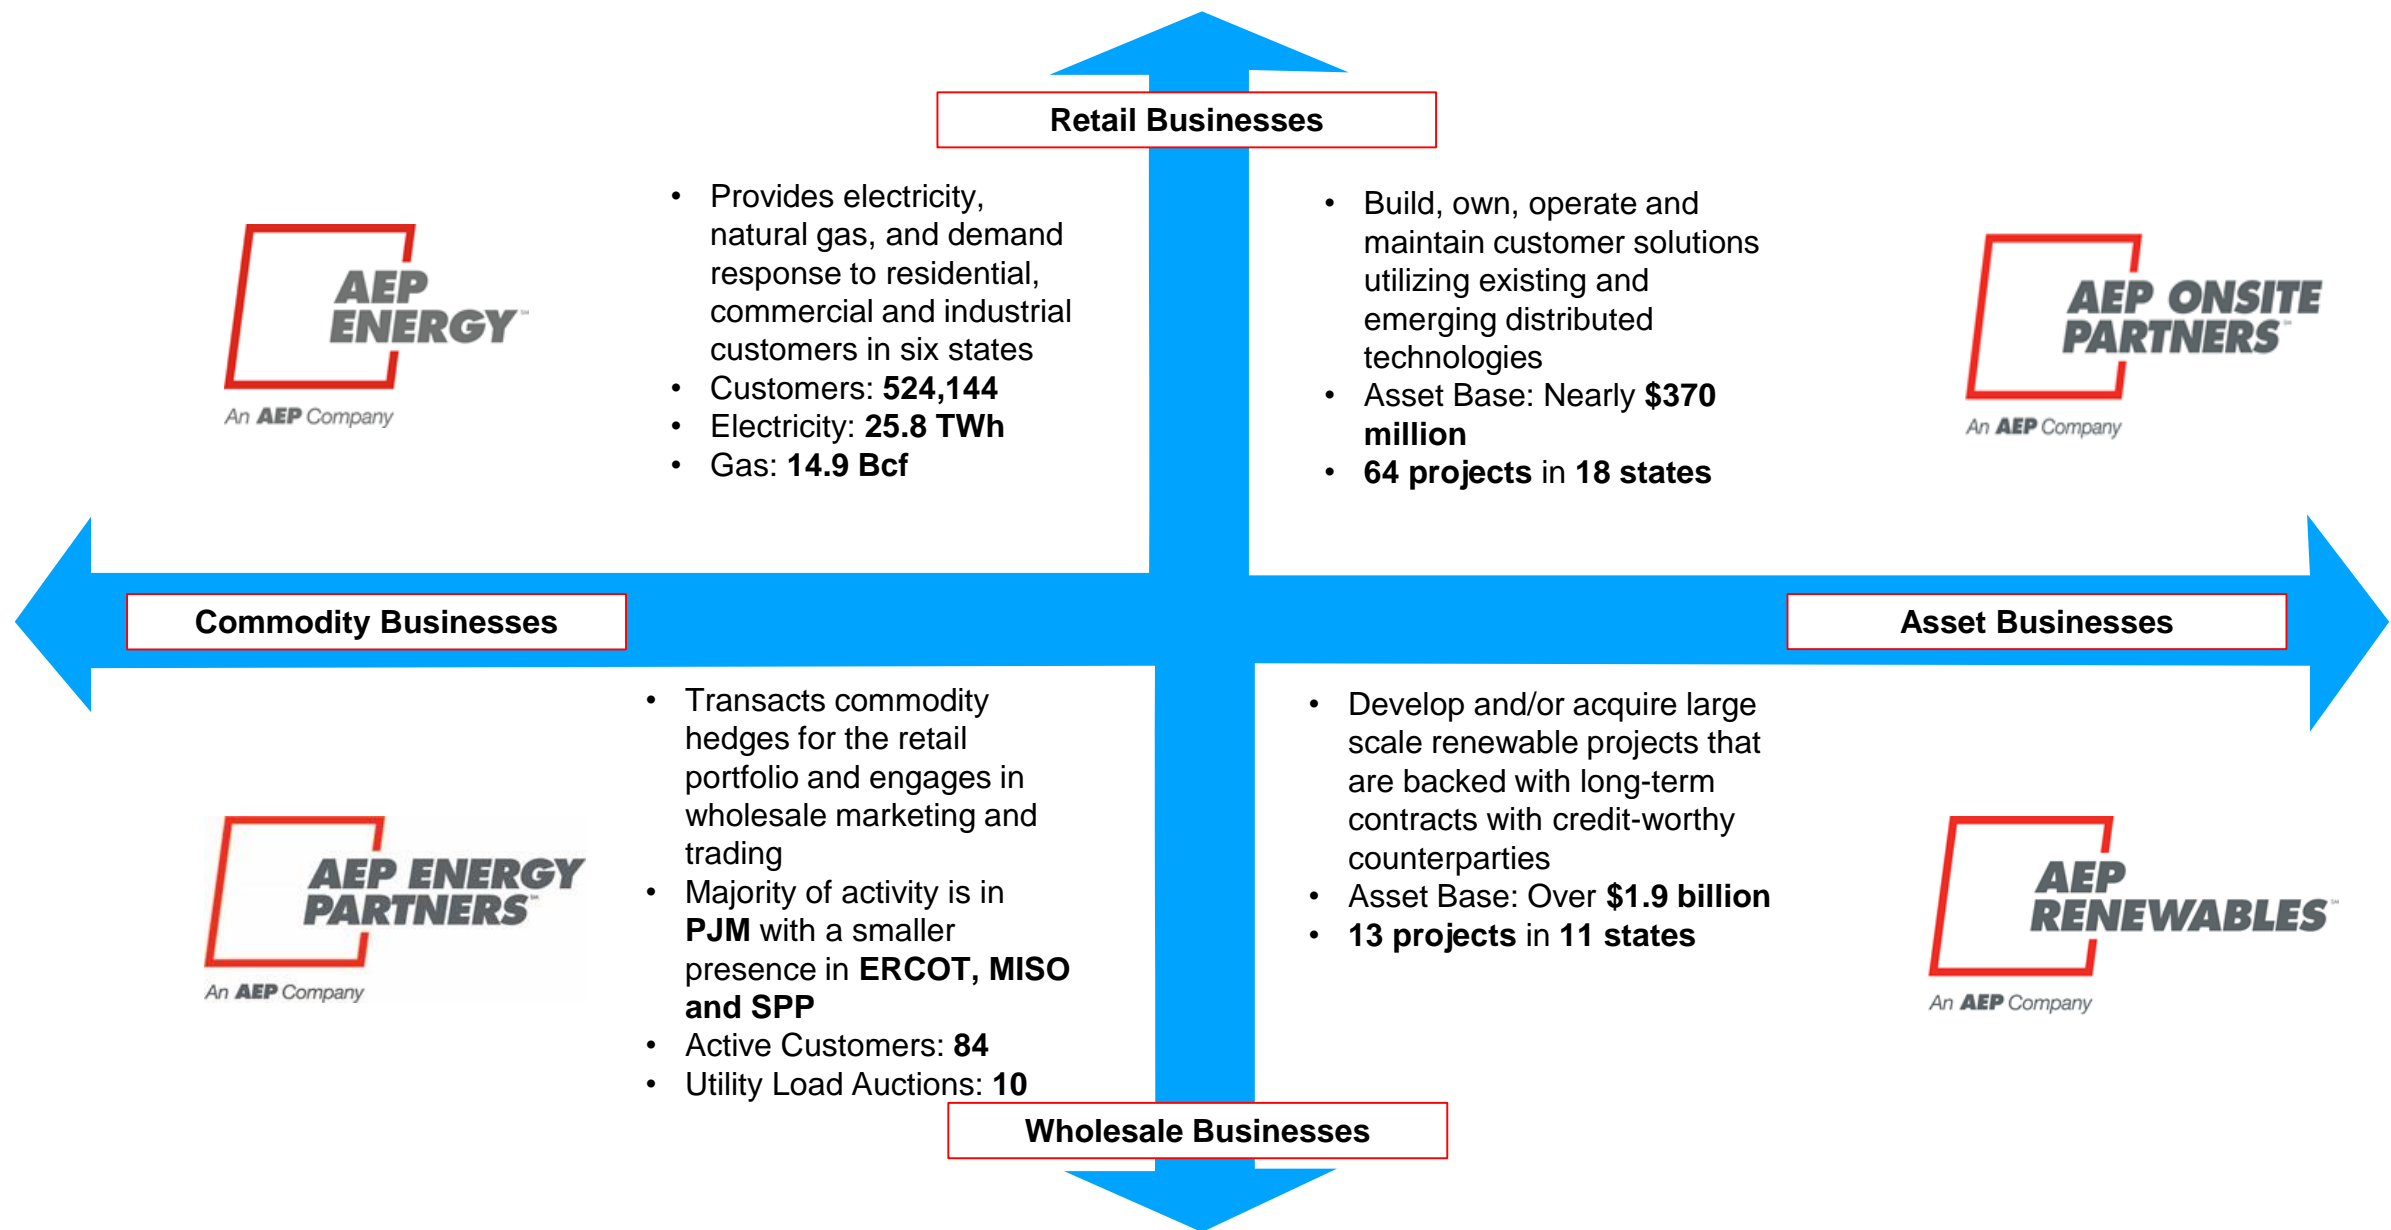 Retail Businesses
AEP
ENERGY℠
An AEP Company
• Provides electricity,
natural gas, and demand
response to residential,
commercial and industrial
customers in six states
• Customers: 524,144
• Electricity: 25.8 TWh
• Gas: 14.9 Bcf
• Build, own, operate and
maintain customer solutions
utilizing existing and
emerging distributed
technologies
• Asset Base: Nearly $370
million
• 64 projects in 18 states
AEP ONSITE
PARTNERS℠
An AEP Company
Commodity Businesses
Asset Businesses
AEP ENERGY
PARTNERS℠
An AEP Company
• Transacts commodity
hedges for the retail
portfolio and engages in
wholesale marketing and
trading
• Majority of activity is in
PJM with a smaller
presence in ERCOT, MISO
and SPP
• Active Customers: 84
• Utility Load Auctions: 10
• Develop and/or acquire large
scale renewable projects that
are backed with long-term
contracts with credit-worthy
counterparties
• Asset Base: Over $1.9 billion
• 13 projects in 11 states
AEP
RENEWABLES℠
An AEP Company
Wholesale Businesses